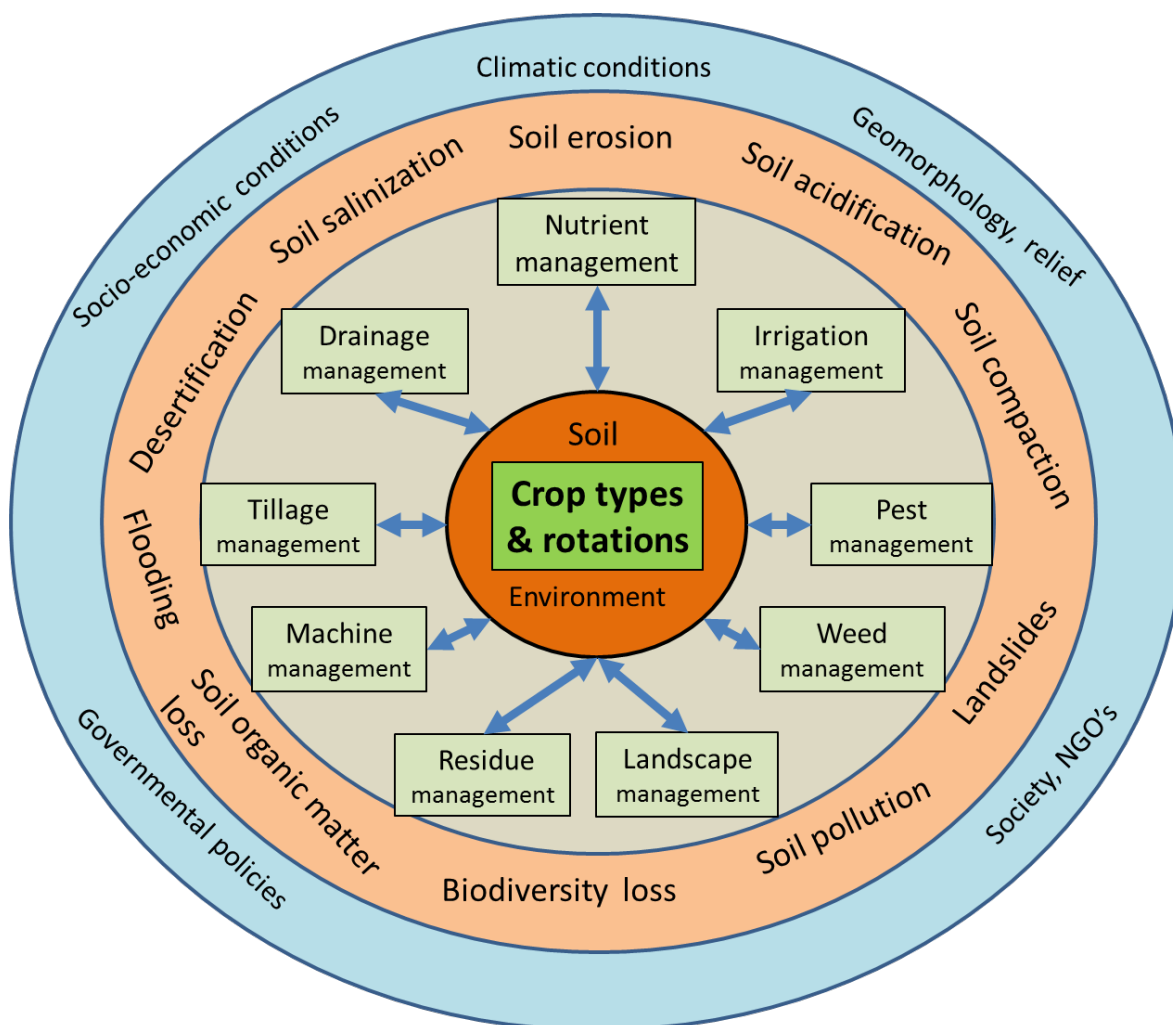 Climatic conditions
Geomorphology, relief
Socio-economic conditions
Society, NGO's
Governmental policies
Soil erosion
Soil acidification
Soil salinization
Soil compaction
Desertification
Flooding
Landslides
Soil organic matter
loss
Soil pollution
Biodiversity loss
Nutrient
management
Drainage
management
Irrigation
management
Tillage
management
Pest
management
Machine
management
Weed
management
Residue
management
Landscape
management
Soil
Crop types
& rotations
Environment